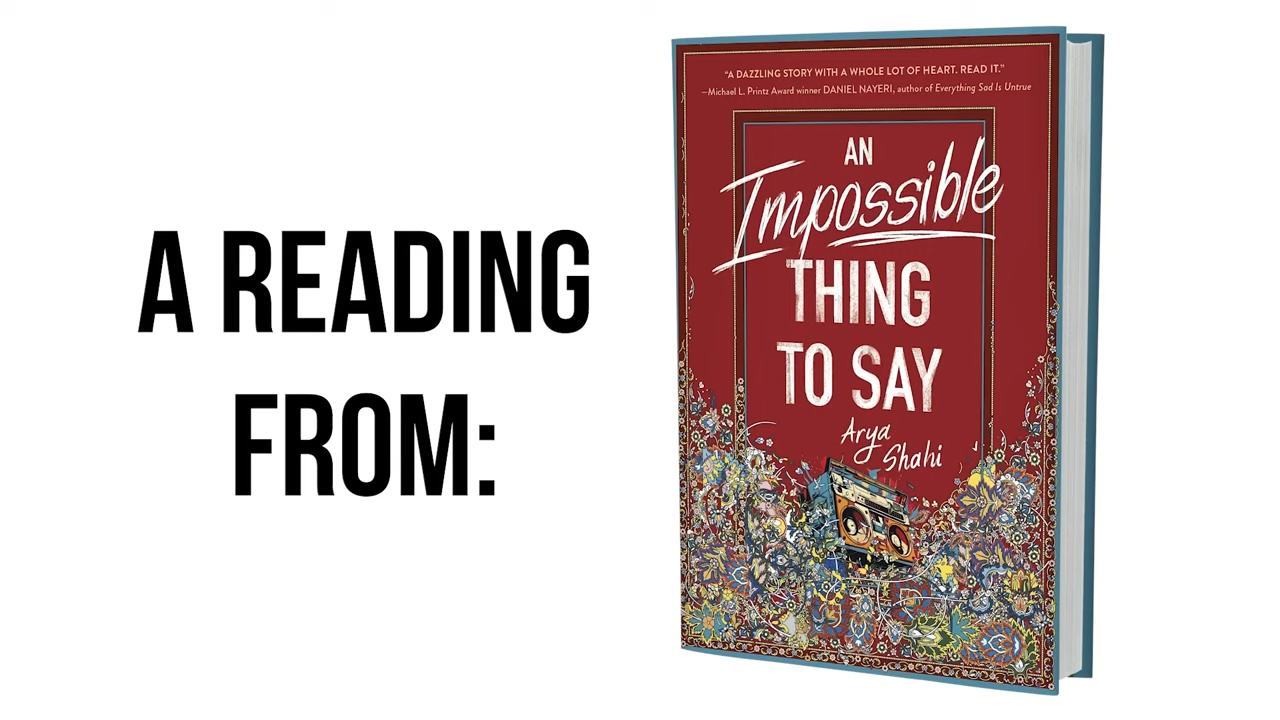 A READING
FROM:
“A DAZZLING STORY WITH A WHOLE LOT OF HEART. READ IT.”
—Michael L. Printz Award winner DANIEL NAYERI, author of Everything Sad Is Untrue
AN
Impossible
THING
TO SAY
Arya
Shahi